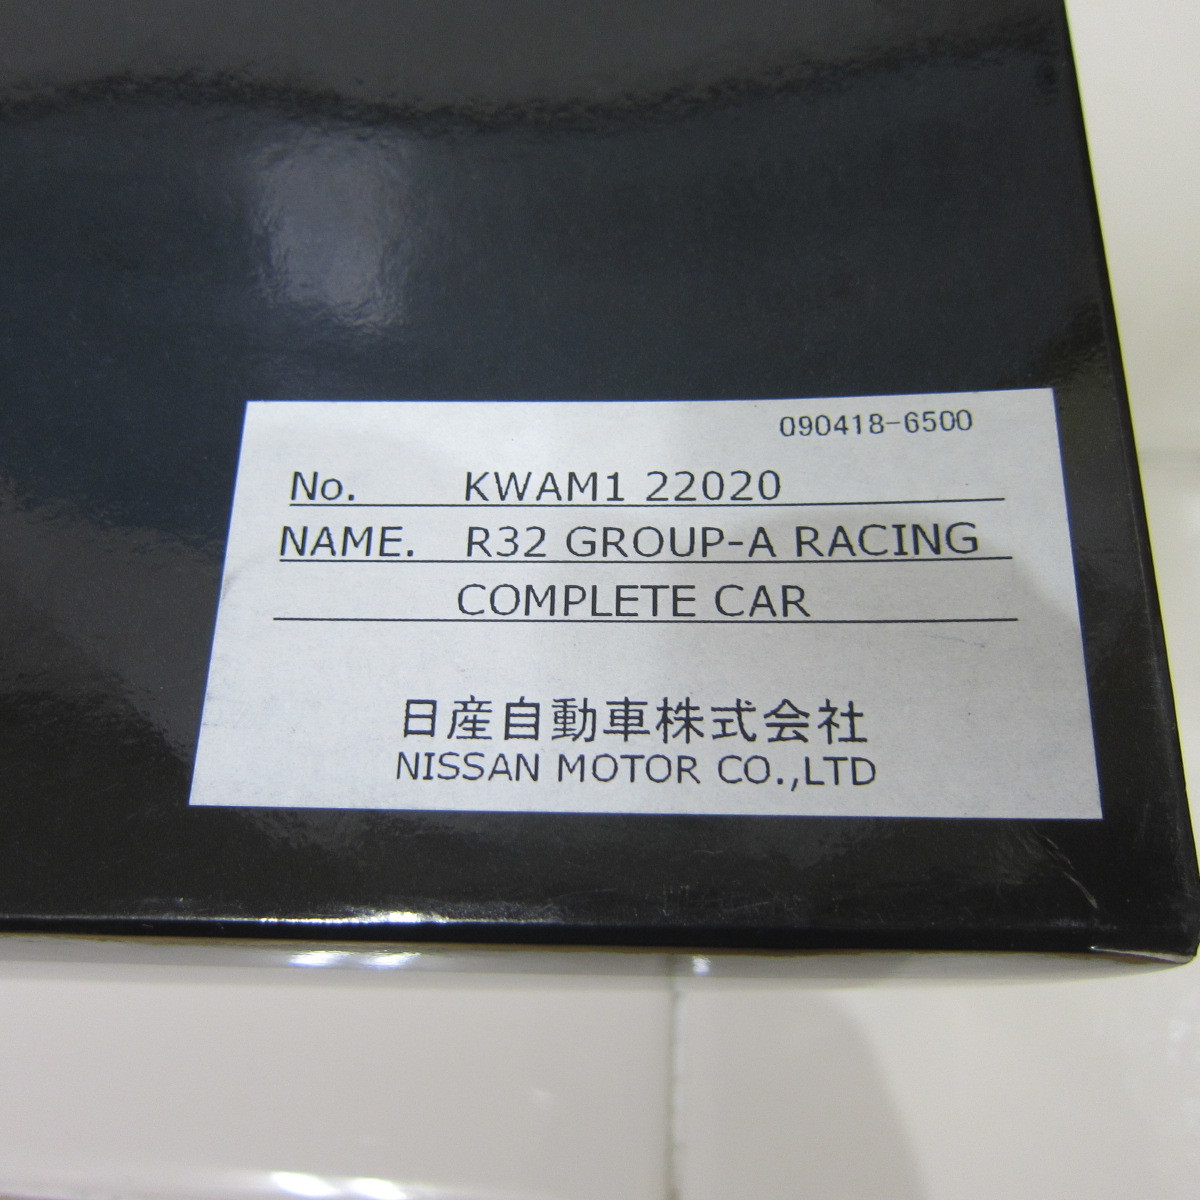 090418-6500
No. KWAM1 22020
NAME. R32 GROUP-A RACING
COMPLETE CAR
日産自動車株式会社
NISSAN MOTOR CO.,LTD